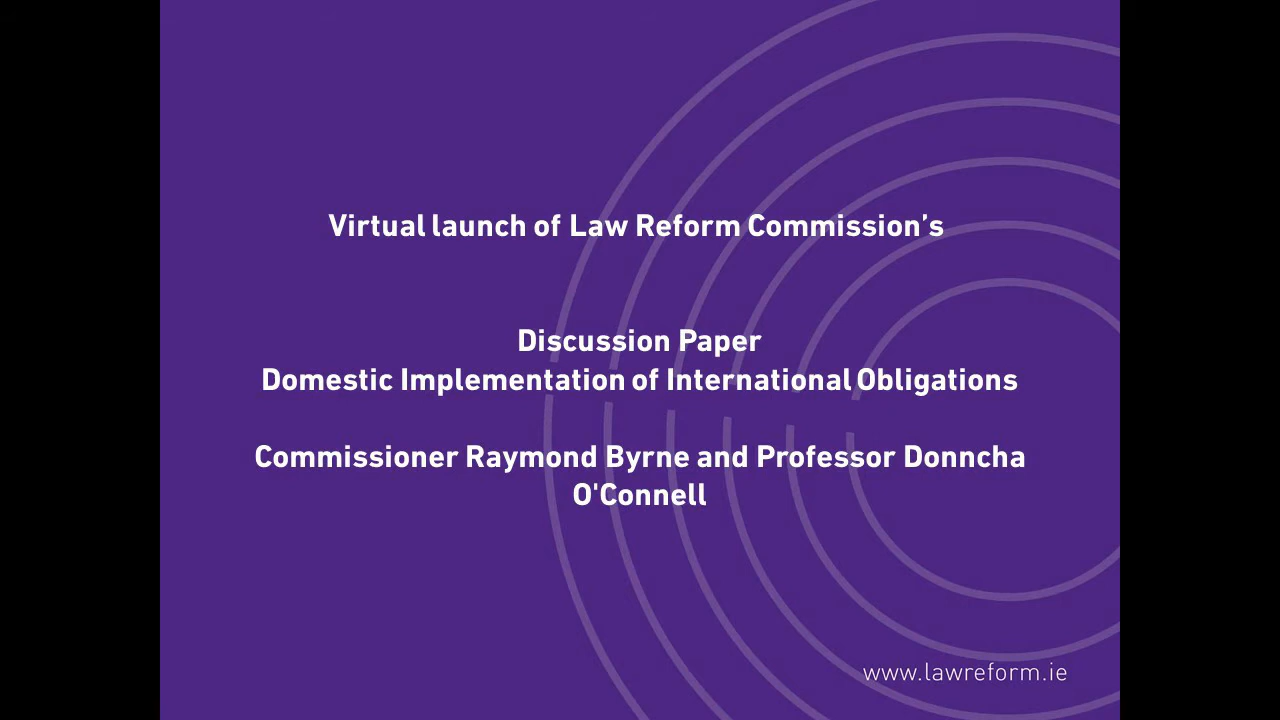 Virtual launch of Law Reform Commission’s
Discussion Paper
Domestic Implementation of International Obligations
Commissioner Raymond Byrne and Professor Donncha
O'Connell
www.lawreform.ie